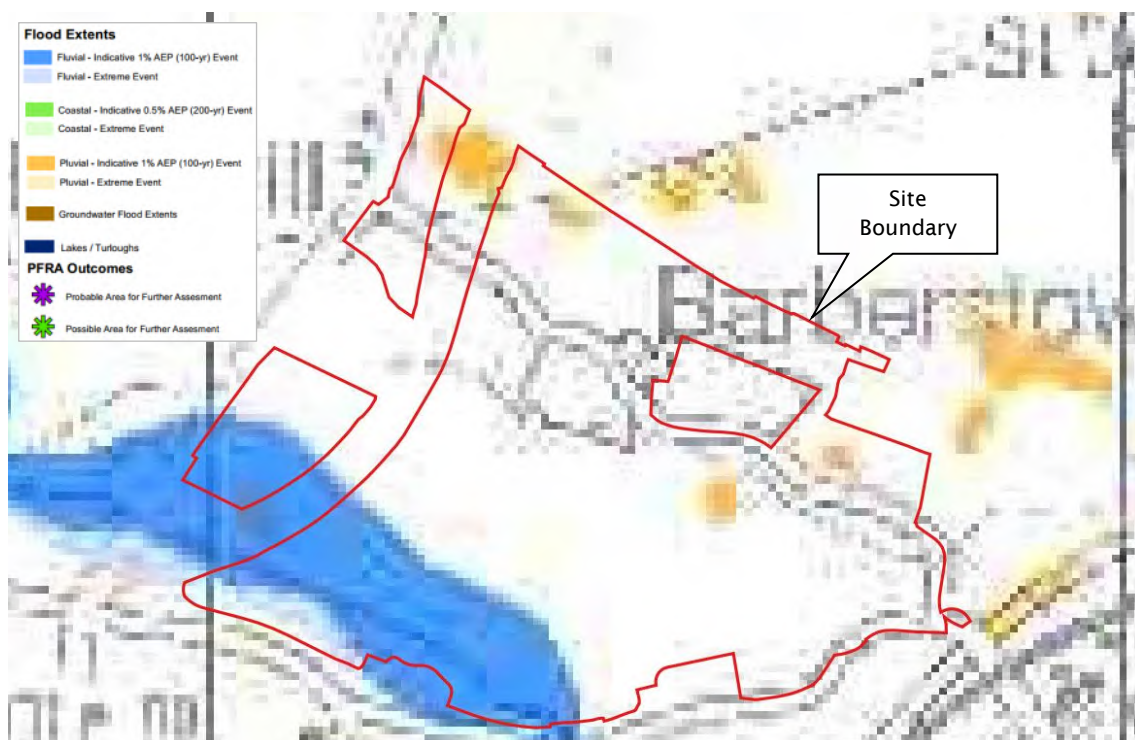 Flood Extents
Fluvial - Indicative 1% AEP (100-yr) Event
Fluvial - Extreme Event
Coastal - Indicative 0.5% AEP (200-yr) Event
Coastal - Extreme Event
Pluvial - Indicative 1% AEP (100-yr) Event
Pluvial - Extreme Event
Groundwater Flood Extents
Lakes / Turloughs
PFRA Outcomes
Probable Area for Further Assesment
Possible Area for Further Assessment
Site
Boundary